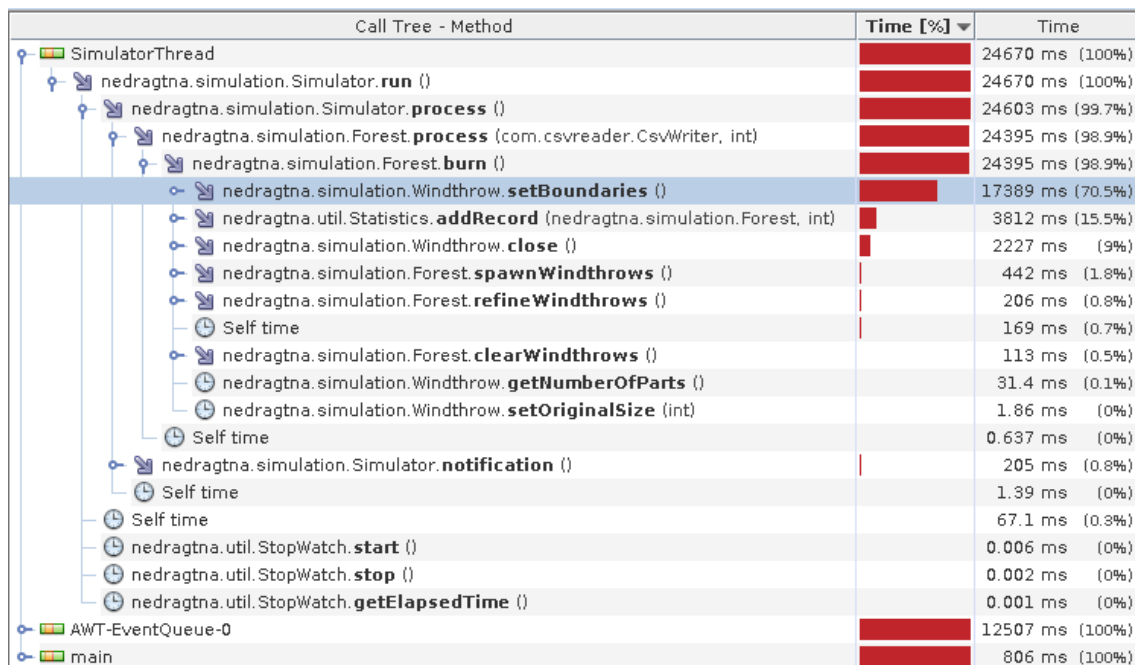 Call Tree - Method Time [%] Time
SimulatorThread 24670 ms (100%)
nedragtna.simulation.Simulator.run () 24670 ms (100%)
nedragtna.simulation.Simulator.process () 24603 ms (99.7%)
nedragtna.simulation.Forest.process (com.csvreader.CsvWriter, int) 24395 ms (98.9%)
nedragtna.simulation.Forest.burn () 24395 ms (98.9%)
nedragtna.simulation.Windthrow.setBoundaries () 17389 ms (70.5%)
nedragtna.util.Statistics.addRecord (nedragtna.simulation.Forest, int) 3812 ms (15.5%)
nedragtna.simulation.Windthrow.close () 2227 ms (9%)
nedragtna.simulation.Forest.spawnWindthrows () 442 ms (1.8%)
nedragtna.simulation.Forest.refineWindthrows () 206 ms (0.8%)
Self time 169 ms (0.7%)
nedragtna.simulation.Forest.clearWindthrows () 113 ms (0.5%)
nedragtna.simulation.Windthrow.getNumberOfParts () 31.4 ms (0.1%)
nedragtna.simulation.Windthrow.setOriginalSize (int) 1.86 ms (0%)
Self time 0.637 ms (0%)
nedragtna.simulation.Simulator.notification () 205 ms (0.8%)
Self time 1.39 ms (0%)
Self time 67.1 ms (0.3%)
nedragtna.util.StopWatch.start () 0.006 ms (0%)
nedragtna.util.StopWatch.stop () 0.002 ms (0%)
nedragtna.util.StopWatch.getElapsedTime () 0.001 ms (0%)
AWT-EventQueue-0 12507 ms (100%)
main 806 ms (100%)